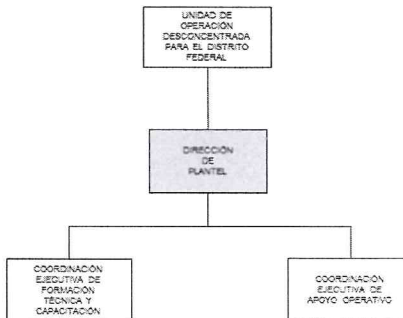 UNIDAD DE
OPERACIÓN
DESCONCENTRADA
PARA EL DISTRITO
FEDERAL
DIRECCIÓN
DE
PLANTEL
COORDINACIÓN
EJECUTIVA DE
FORMACIÓN
TÉCNICA Y
CAPACITACIÓN
COORDINACIÓN
EJECUTIVA DE
APOYO OPERATIVO